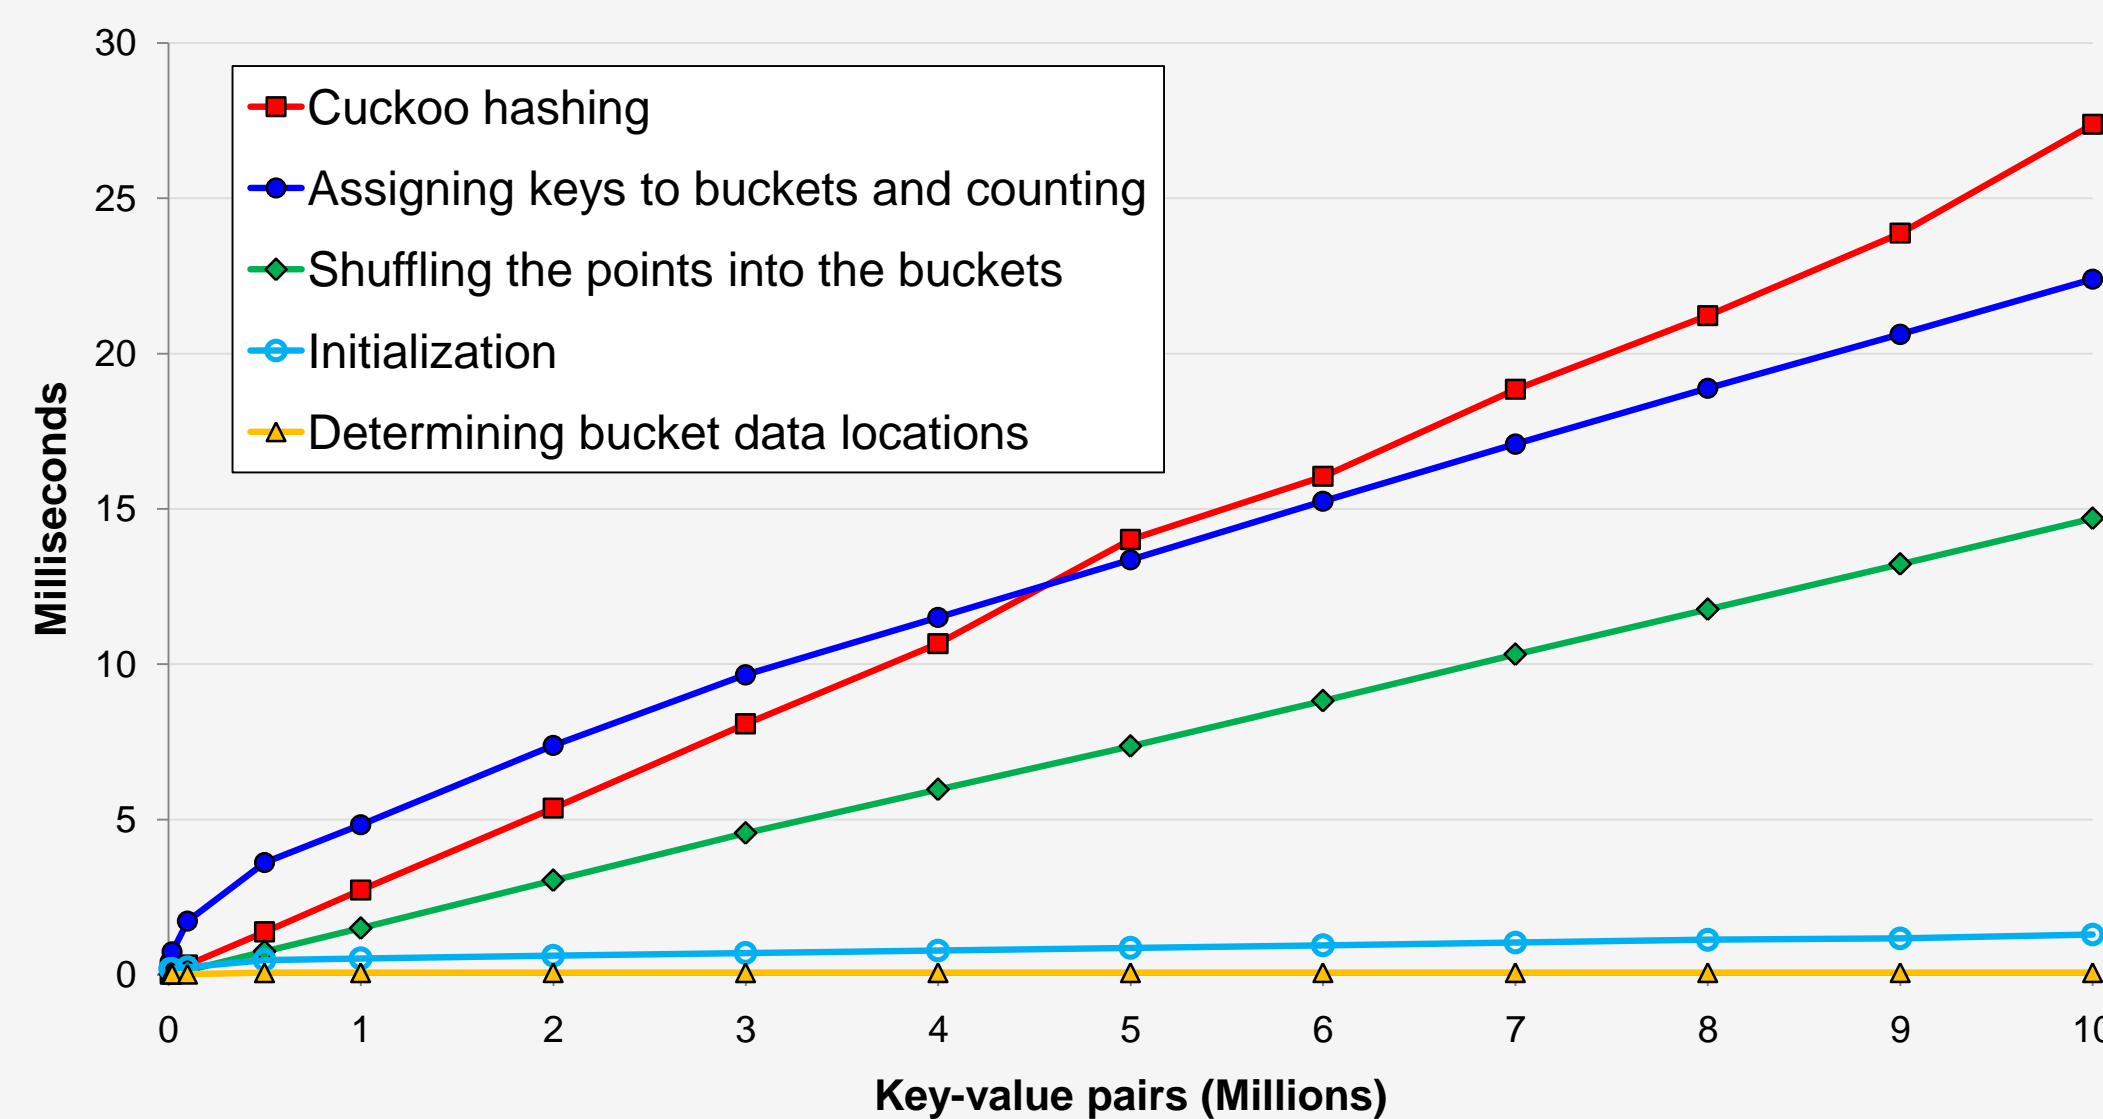 30
25
20
15
10
5
0
Milliseconds
Cuckoo hashing
Assigning keys to buckets and counting
Shuffling the points into the buckets
Initialization
Determining bucket data locations
0 1 2 3 4 5 6 7 8 9 10
Key-value pairs (Millions)